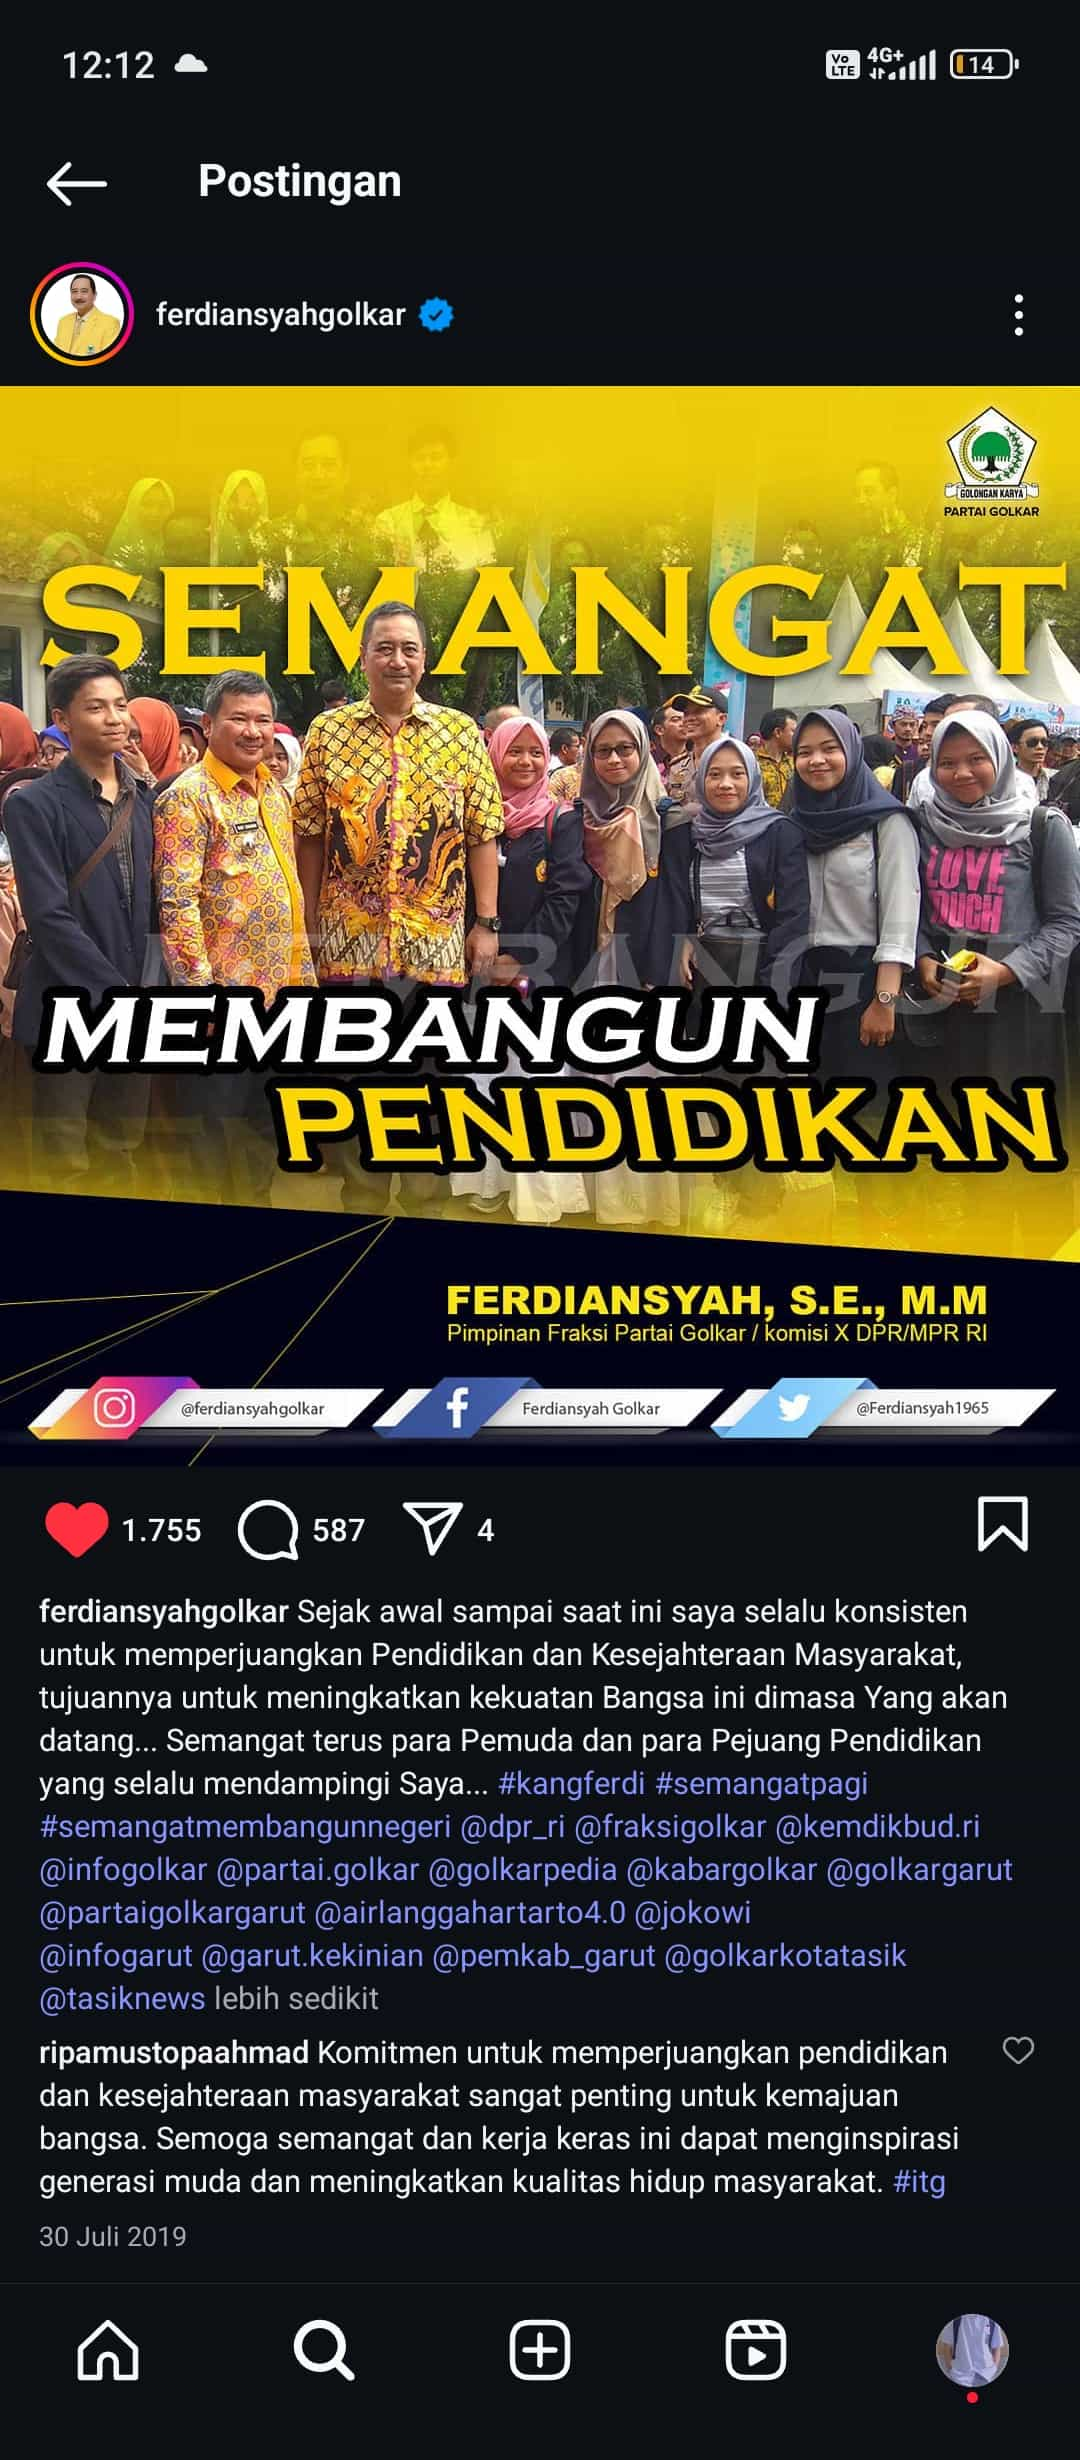 12:12
Vo LTE 4G+ 14
Postingan
ferdiansyahgolkar
GOLONGAN KARYA
PARTAI GOLKAR
SEMANGAT
LOVE
MEMBANGUN
MEMBANGUN
PENDIDIKAN
FERDIANSYAH, S.E., M.M
Pimpinan Fraksi Partai Golkar / komisi X DPR/MPR RI
@ferdiansyahgolkar Ferdiansyah Golkar @Ferdiansyah1965
1.755 587 4
ferdiansyahgolkar Sejak awal sampai saat ini saya selalu konsisten
untuk memperjuangkan Pendidikan dan Kesejahteraan Masyarakat,
tujuannya untuk meningkatkan kekuatan Bangsa ini dimasa Yang akan
datang... Semangat terus para Pemuda dan para Pejuang Pendidikan
yang selalu mendampingi Saya... #kangferdi #semangatpagi
#semangatmembangunnegeri @dpr_ri @fraksigolkar @kemdikbud.ri
@infogolkar @partai.golkar @golkarpedia @kabargolkar @golkargarut
@partaigolkargarut @airlanggahartarto4.0 @jokowi
@infogarut @garut.kekinian @pemkab_garut @golkarkotatasik
@tasiknews lebih sedikit
ripamustopaahmad Komitmen untuk memperjuangkan pendidikan
dan kesejahteraan masyarakat sangat penting untuk kemajuan
bangsa. Semoga semangat dan kerja keras ini dapat menginspirasi
generasi muda dan meningkatkan kualitas hidup masyarakat. #itg
30 Juli 2019